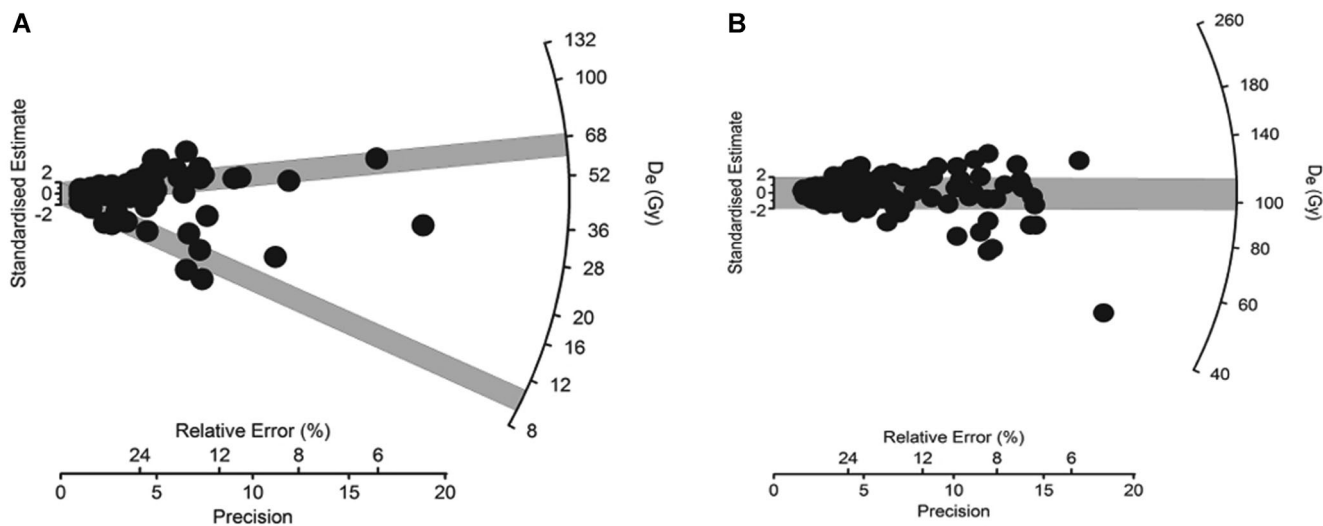 A
132
100
68
52
36
28
20
16
12
8
De (Gy)
Standardised Estimate
2
0
-2
Relative Error (%)
24 12 8 6
0 5 10 15 20
Precision
B
260
180
140
100
80
60
40
De (Gy)
Standardised Estimate
2
0
-2
Relative Error (%)
24 12 8 6
0 5 10 15 20
Precision